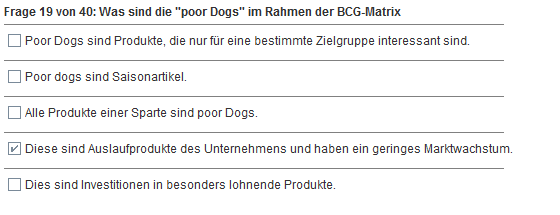 Frage 19 von 40: Was sind die "poor Dogs" im Rahmen der BCG-Matrix
Poor Dogs sind Produkte, die nur für eine bestimmte Zielgruppe interessant sind.
Poor dogs sind Saisonartikel.
Alle Produkte einer Sparte sind poor Dogs.
Diese sind Auslaufprodukte des Unternehmens und haben ein geringes Marktwachstum.
Dies sind Investitionen in besonders lohnende Produkte.